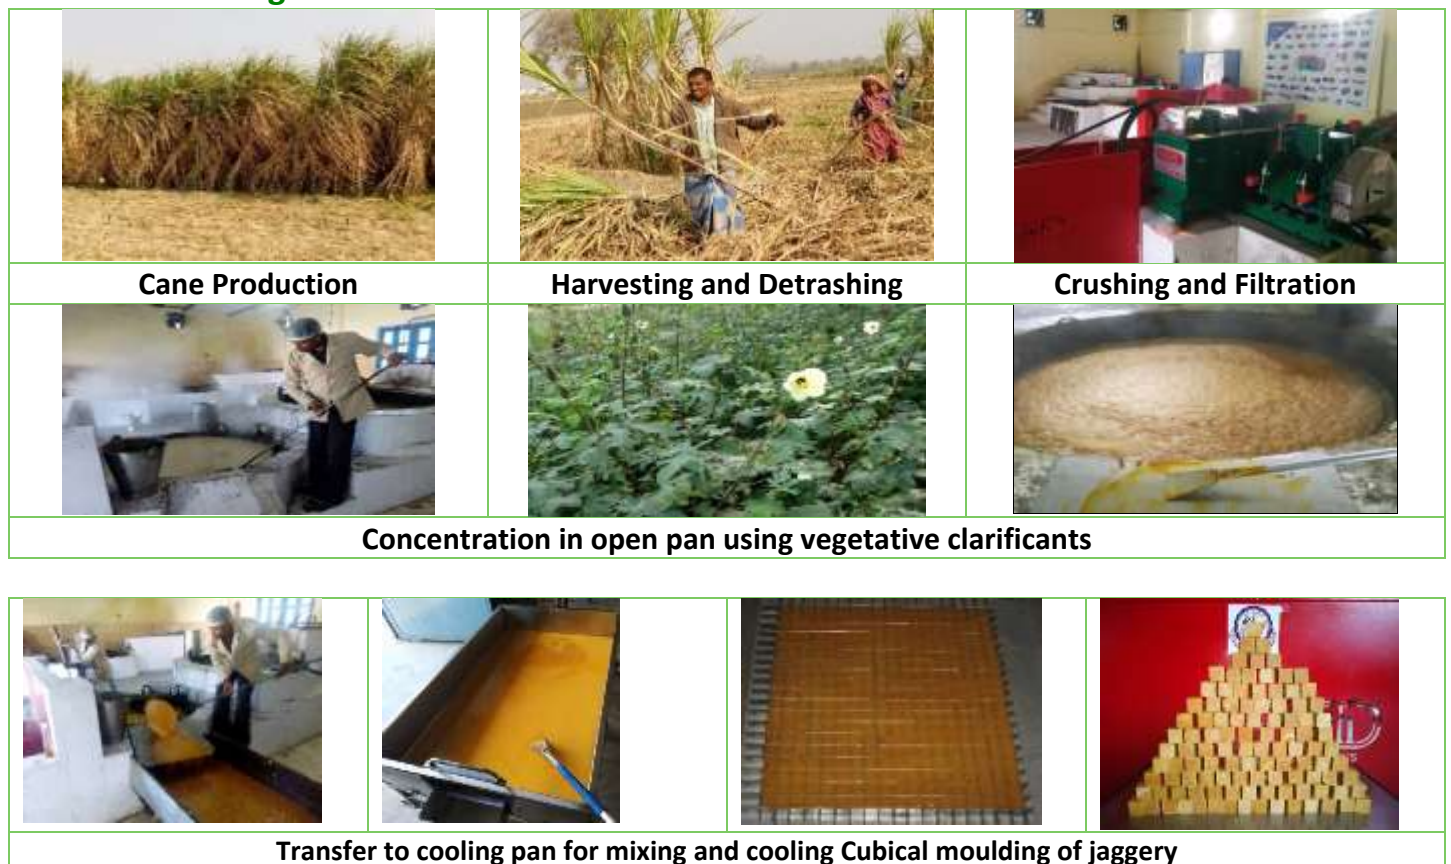 Cane Production
Harvesting and Detrashing
Crushing and Filtration
Concentration in open pan using vegetative clarificants
Transfer to cooling pan for mixing and cooling Cubical moulding of jaggery